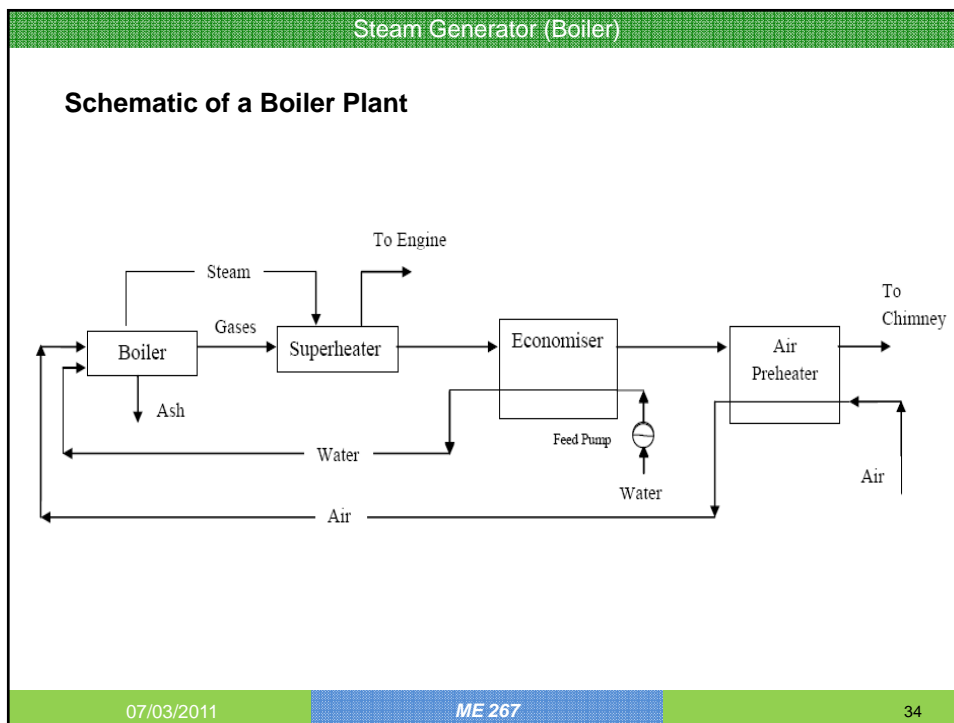 Steam Generator (Boiler)
Schematic of a Boiler Plant
To Engine
Steam
To
Chimney
Gases
Boiler
Superheater
Economiser
Air
Preheater
Ash
Feed Pump
Water
Water
Air
Air
07/03/2011
ME 267
34